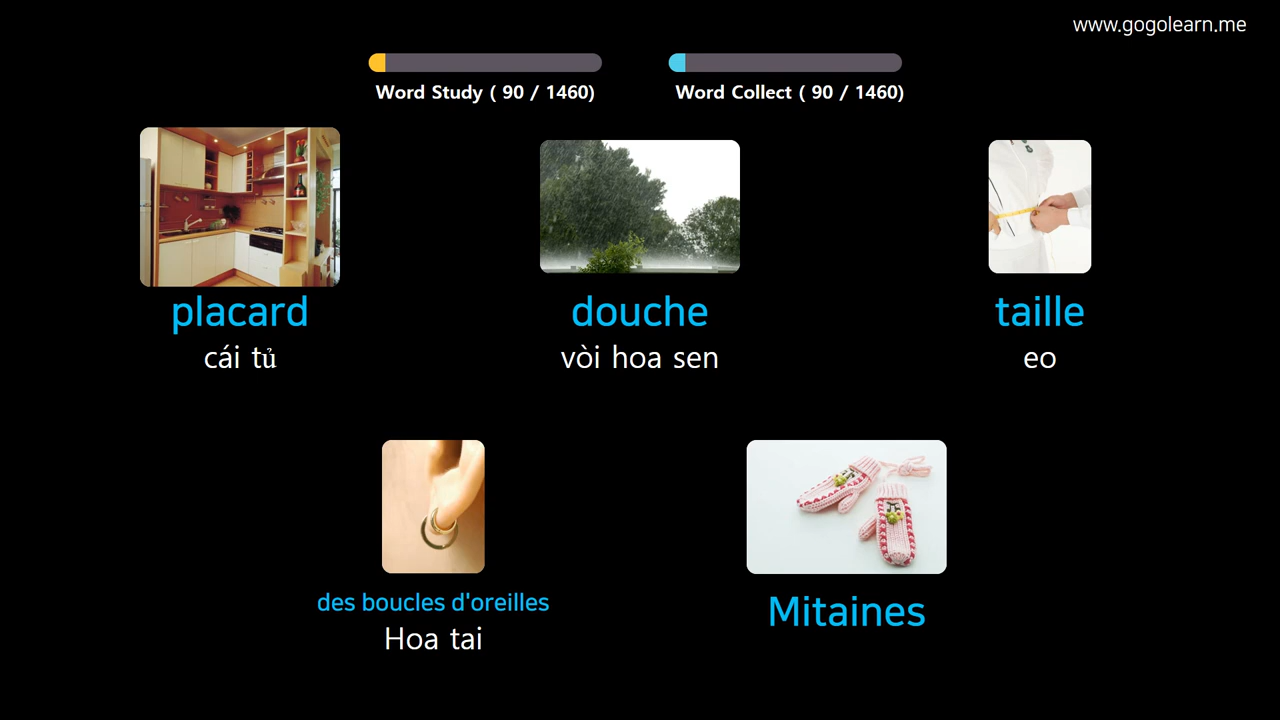 www.gogolearn.me
Word Study ( 90 / 1460)
Word Collect ( 90 / 1460)
placard
cái tủ
douche
vòi hoa sen
taille
eo
des boucles d'oreilles
Hoa tai
Mitaines